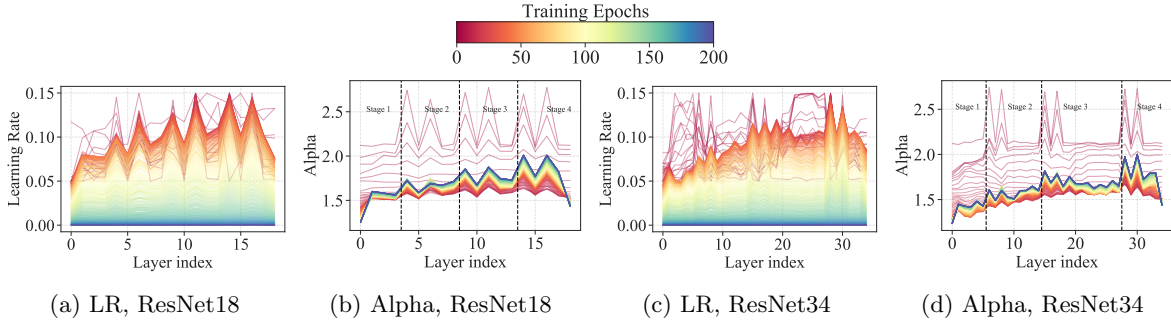 Training Epochs
0 50 100 150 200
Learning Rate
0.15
0.10
0.05
0.00
0 5 10 15
Layer index
Alpha
2.5
2.0
1.5
Stage 1 Stage 2 Stage 3 Stage 4
0 5 10 15
Layer index
Learning Rate
0.15
0.10
0.05
0.00
0 10 20 30
Layer index
Alpha
2.5
2.0
1.5
Stage 1 Stage 2 Stage 3 Stage 4
0 10 20 30
Layer index
(a) LR, ResNet18
(b) Alpha, ResNet18
(c) LR, ResNet34
(d) Alpha, ResNet34